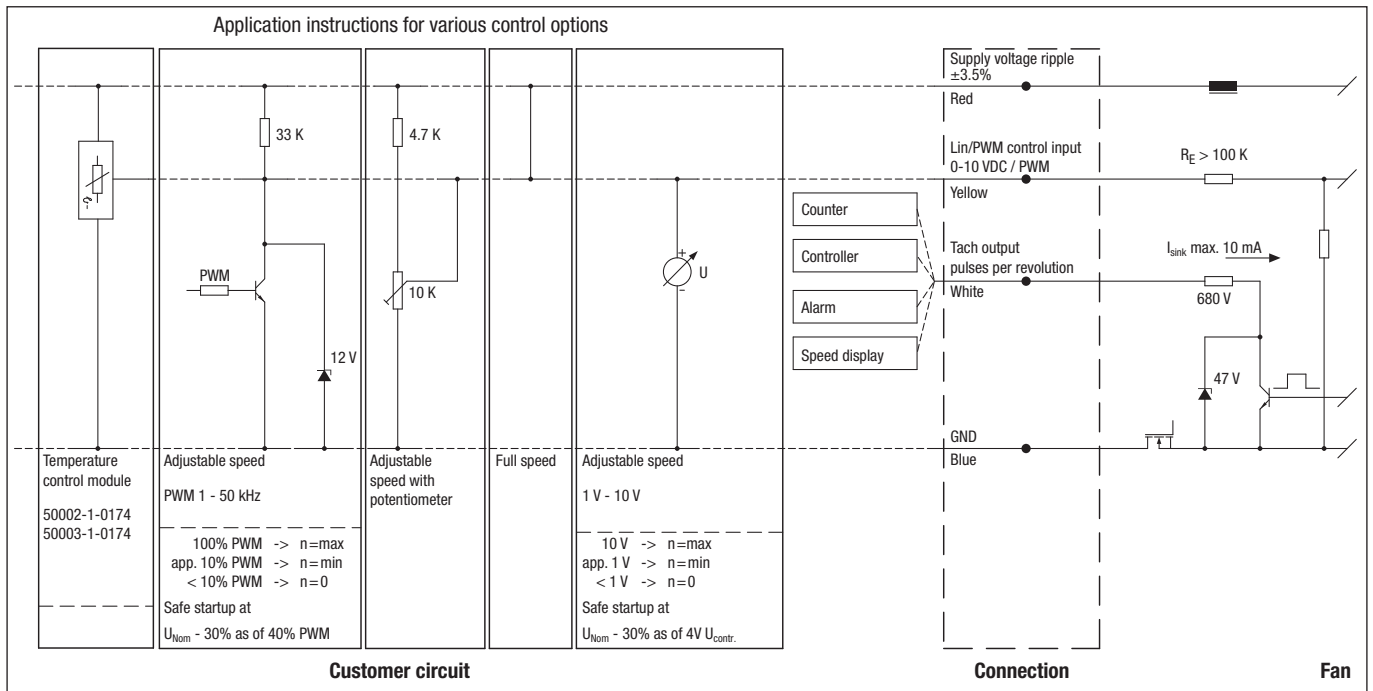 Application instructions for various control options
33 K
PWM
12 V
4.7 K
10 K
+
U
-
Counter
Controller
Alarm
Speed display
Supply voltage ripple
±3.5%
Red
Lin/PWM control input
0-10 VDC / PWM
Yellow
Tach output
pulses per revolution
White
GND
Blue
R_E > 100 K
I_sink max. 10 mA
680 V
47 V
Temperature
control module
50002-1-0174
50003-1-0174
Adjustable speed
PWM 1 - 50 kHz
100% PWM -> n=max
app. 10% PWM -> n=min
< 10% PWM -> n=0
Safe startup at
U_Nom - 30% as of 40% PWM
Adjustable
speed with
potentiometer
Full speed
Adjustable speed
1 V - 10 V
10 V -> n=max
app. 1 V -> n=min
< 1 V -> n=0
Safe startup at
U_Nom - 30% as of 4V U_contr.
Customer circuit
Connection
Fan